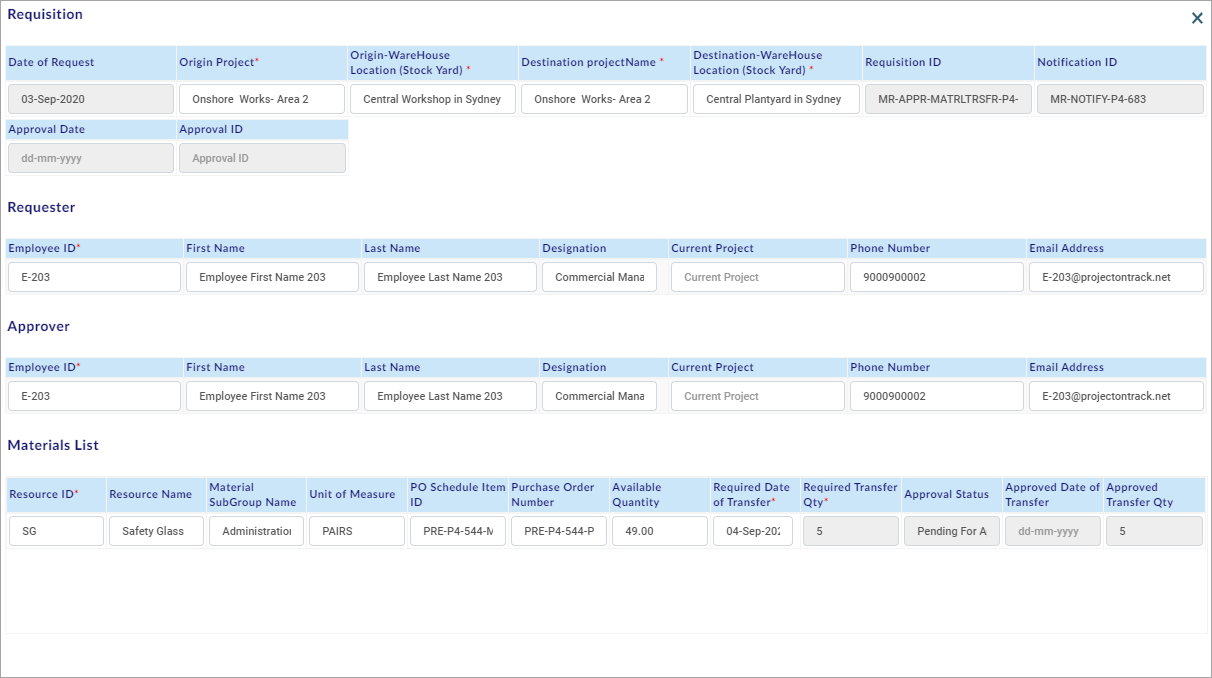 Requisition
Date of Request
Origin Project*
Origin-WareHouse
Location (Stock Yard) *
Destination projectName *
Destination-WareHouse
Location (Stock Yard) *
Requisition ID
Notification ID
03-Sep-2020
Onshore Works- Area 2
Central Workshop in Sydney
Onshore Works- Area 2
Central Plantyard in Sydney
MR-APPR-MATRLTRSFR-P4-
MR-NOTIFY-P4-683
Approval Date
Approval ID
dd-mm-yyyy
Approval ID
Requester
Employee ID*
First Name
Last Name
Designation
Current Project
Phone Number
Email Address
E-203
Employee First Name 203
Employee Last Name 203
Commercial Mana
Current Project
9000900002
E-203@projectontrack.net
Approver
Employee ID*
First Name
Last Name
Designation
Current Project
Phone Number
Email Address
E-203
Employee First Name 203
Employee Last Name 203
Commercial Mana
Current Project
9000900002
E-203@projectontrack.net
Materials List
Resource ID*
Resource Name
Material
SubGroup Name
Unit of Measure
PO Schedule Item
ID
Purchase Order
Number
Available
Quantity
Required Date
of Transfer*
Required Transfer
Qty*
Approval Status
Approved Date of
Transfer
Approved
Transfer Qty
SG
Safety Glass
Administration
PAIRS
PRE-P4-544-M
PRE-P4-544-P
49.00
04-Sep-202
5
Pending For A
dd-mm-yyyy
5